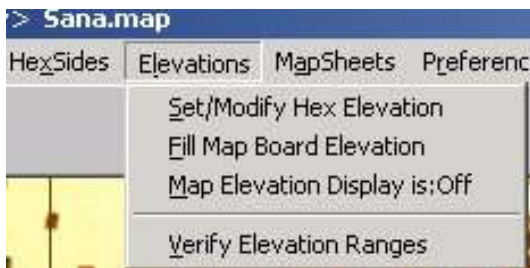 > Sana.map
HexSides Elevations MapSheets Preferenc
Set/Modify Hex Elevation
Fill Map Board Elevation
Map Elevation Display is:Off
Verify Elevation Ranges